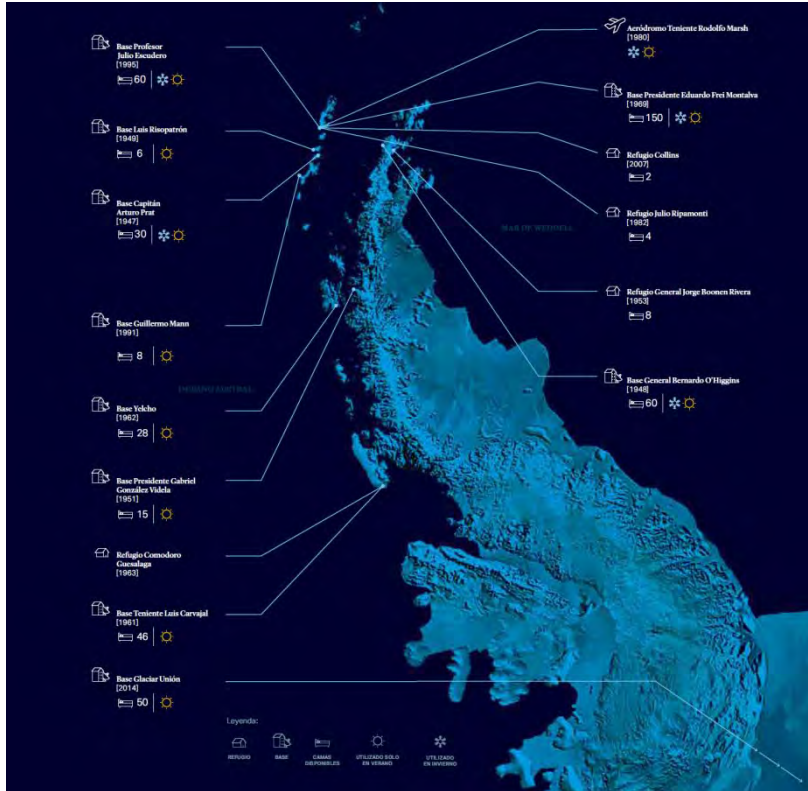 Base Profesor
Julio Escudero
[1995]
60
Base Luis Risopatrón
[1949]
6
Base Capitán
Arturo Prat
[1947]
30
Base Guillermo Mann
[1991]
8
Base Yelcho
[1962]
28
Base Presidente Gabriel
González Videla
[1951]
15
Refugio Comodoro
Guesalaga
[1963]
Base Teniente Luis Carvajal
[1961]
46
Base Glaciar Unión
[2014]
50
Aeródromo Teniente Rodolfo Marsh
[1980]
Base Presidente Eduardo Frei Montalva
[1969]
150
Refugio Collins
[2007]
2
Refugio Julio Ripamonti
[1982]
4
Refugio General Jorge Boonen Rivera
[1953]
8
Base General Bernardo O'Higgins
[1948]
60
MAR DE WEDDELL
Leyenda:
REFUGIO
BASE
CAMAS
DISPONIBLES
UTILIZADO SÓLO
EN VERANO
UTILIZADO
EN INVIERNO